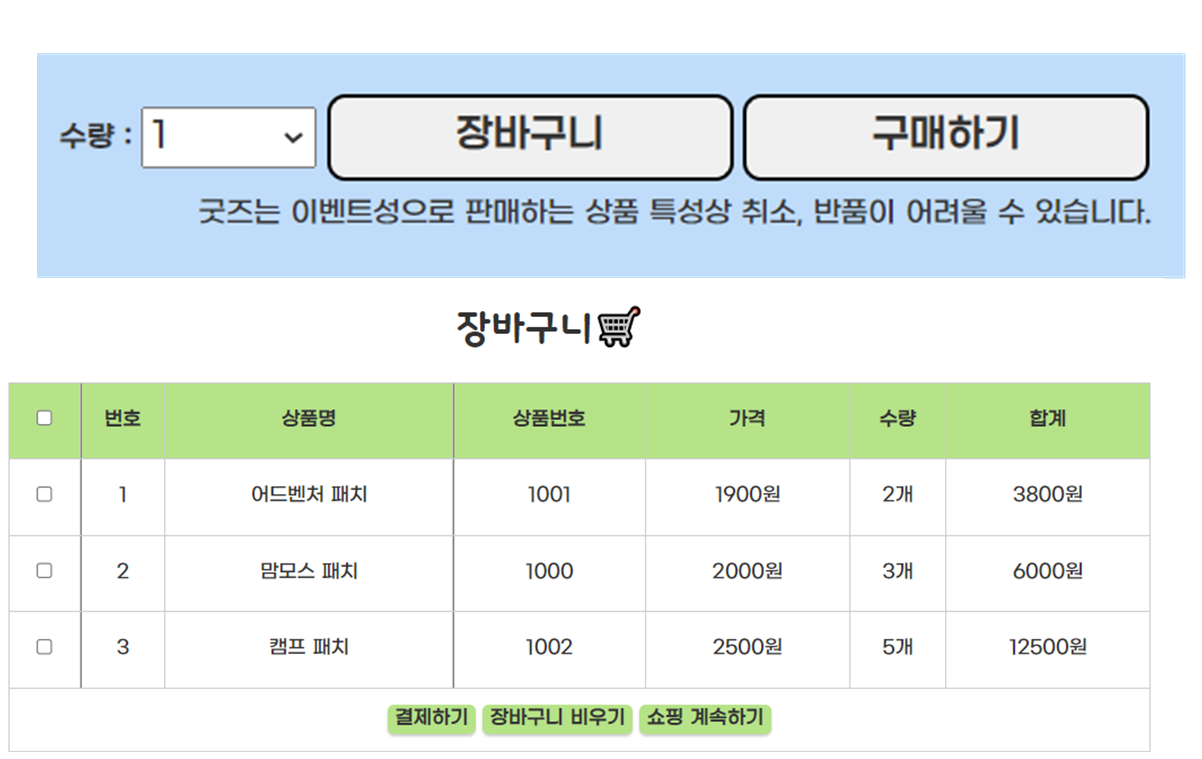 수량 : 1 장바구니 구매하기
굿즈는 이벤트성으로 판매하는 상품 특성상 취소, 반품이 어려울 수 있습니다.
장바구니
번호 상품명 상품번호 가격 수량 합계
1 어드벤처 패치 1001 1900원 2개 3800원
2 맘모스 패치 1000 2000원 3개 6000원
3 캠프 패치 1002 2500원 5개 12500원
결제하기 장바구니 비우기 쇼핑 계속하기